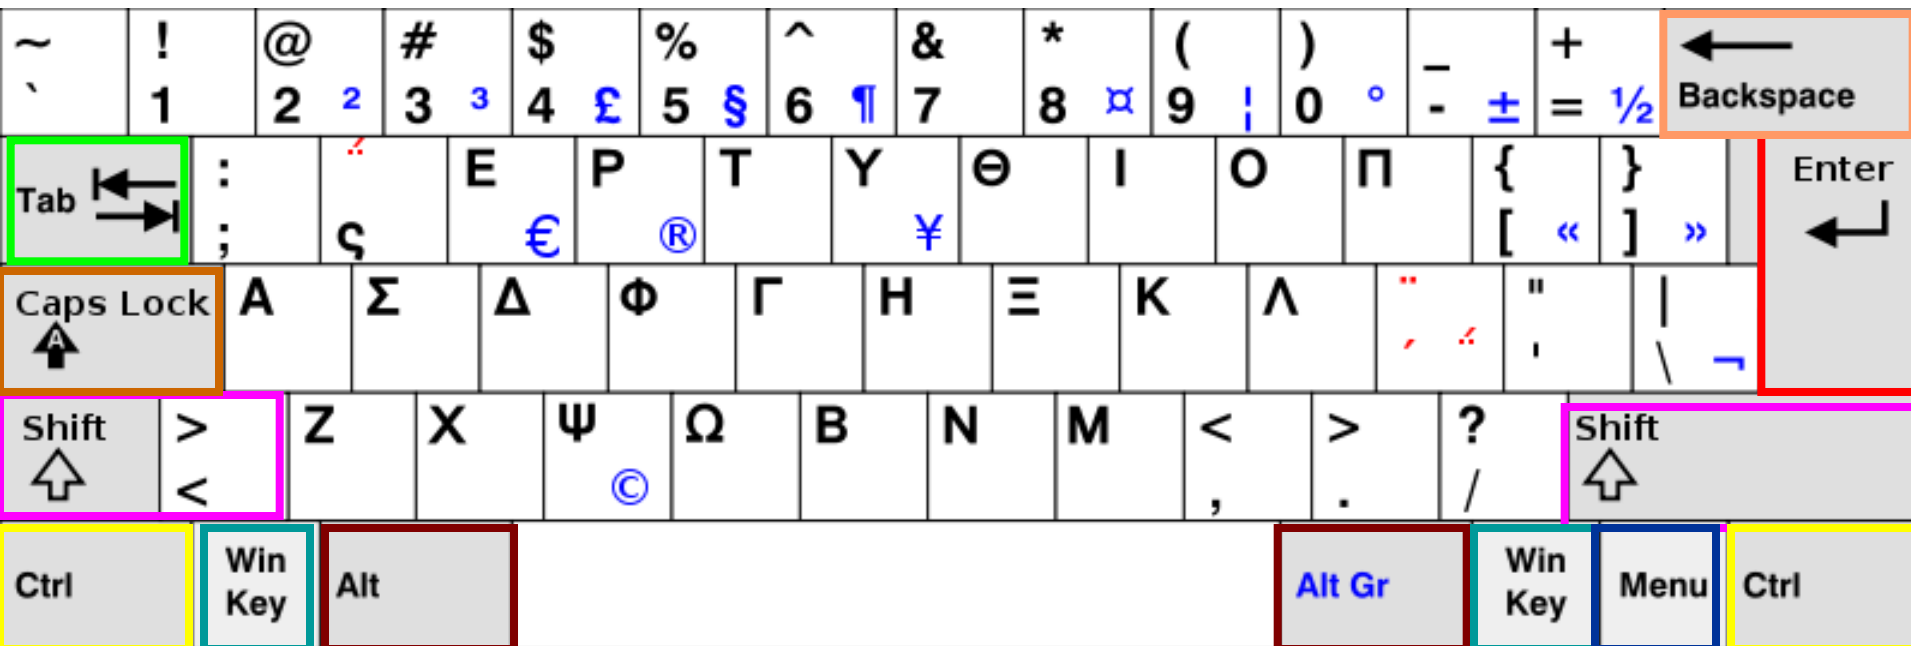 ~ ! @ # $ % ^ & * ( ) _ +
` 1 2 ² 3 ³ 4 £ 5 § 6 ¶ 7 8 ¤ 9 ¦ 0 ° - ± = ½ Backspace
Tab : ΅ Ε Ρ Τ Υ Θ Ι Ο Π { } Enter
; ς € ® ¥ [ « ] »
Caps Lock Α Σ Δ Φ Γ Η Ξ Κ Λ ¨ " |
A ΄ ΅ ' \ ¬
Shift > Ζ Χ Ψ Ω Β Ν Μ < > ? Shift
< © , . /
Ctrl Win Key Alt Alt Gr Win Key Menu Ctrl